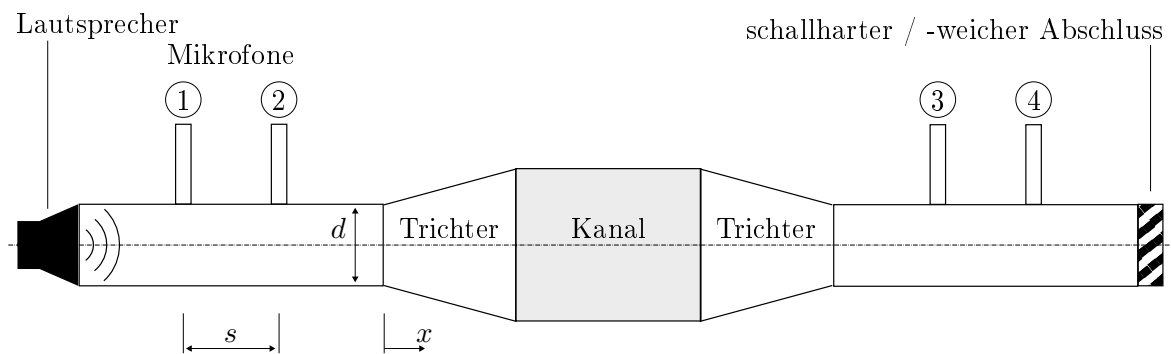 Lautsprecher
schallharter / -weicher Abschluss
Mikrofone
1 2 3 4
d Trichter Kanal Trichter
s x